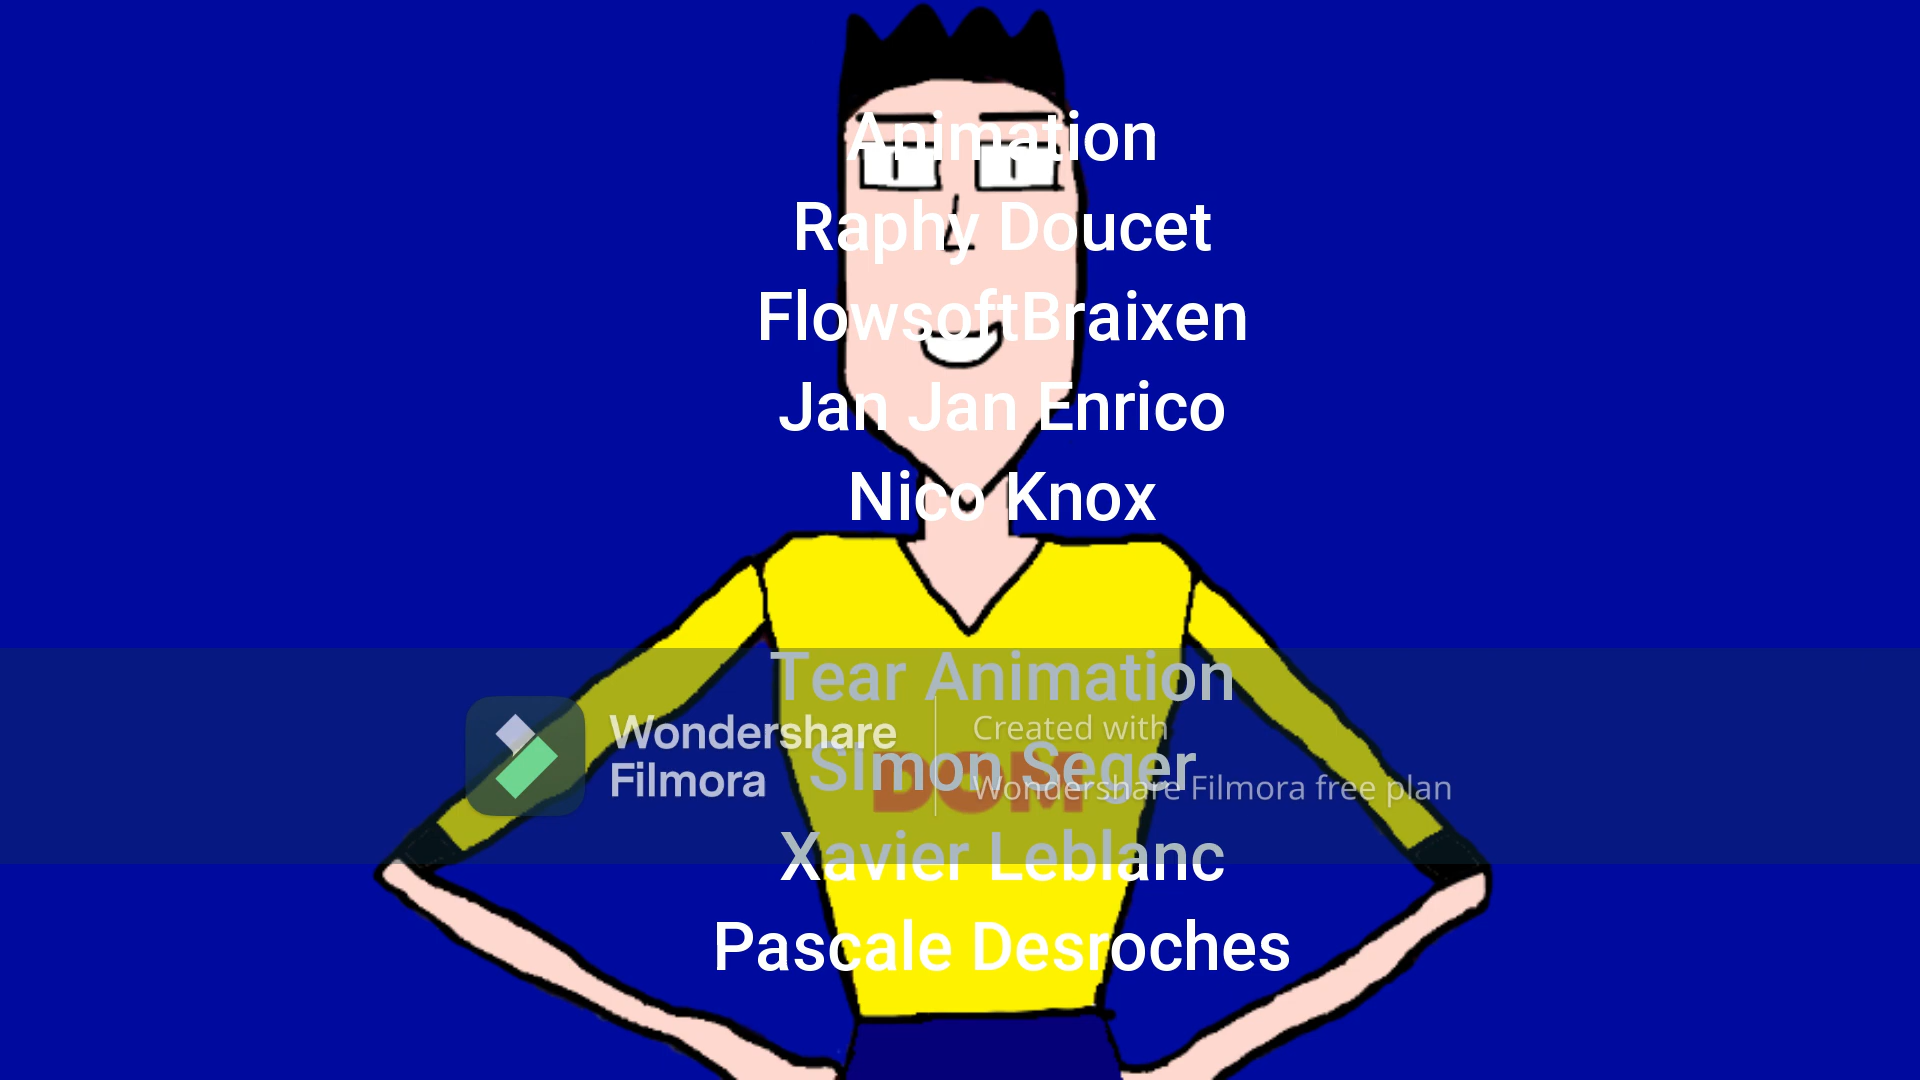 Animation
Raphy Doucet
FlowsoftBraixen
Jan Jan Enrico
Nico Knox
Tear Animation
Simon Seger
Xavier Leblanc
Pascale Desroches
DOM
Wondershare
Filmora
Created with
Wondershare Filmora free plan